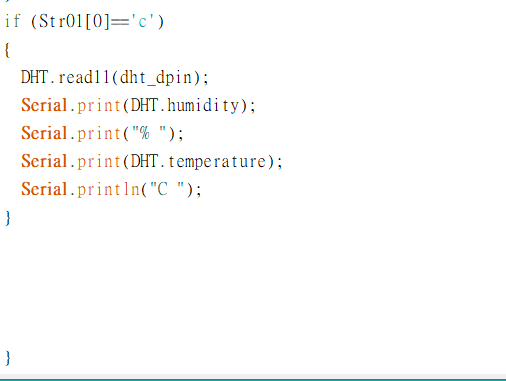 if (Str01[0]=='c')
{
DHT.read11(dht_dpin);
Serial.print(DHT.humidity);
Serial.print("% ");
Serial.print(DHT.temperature);
Serial.println("C ");
}
}